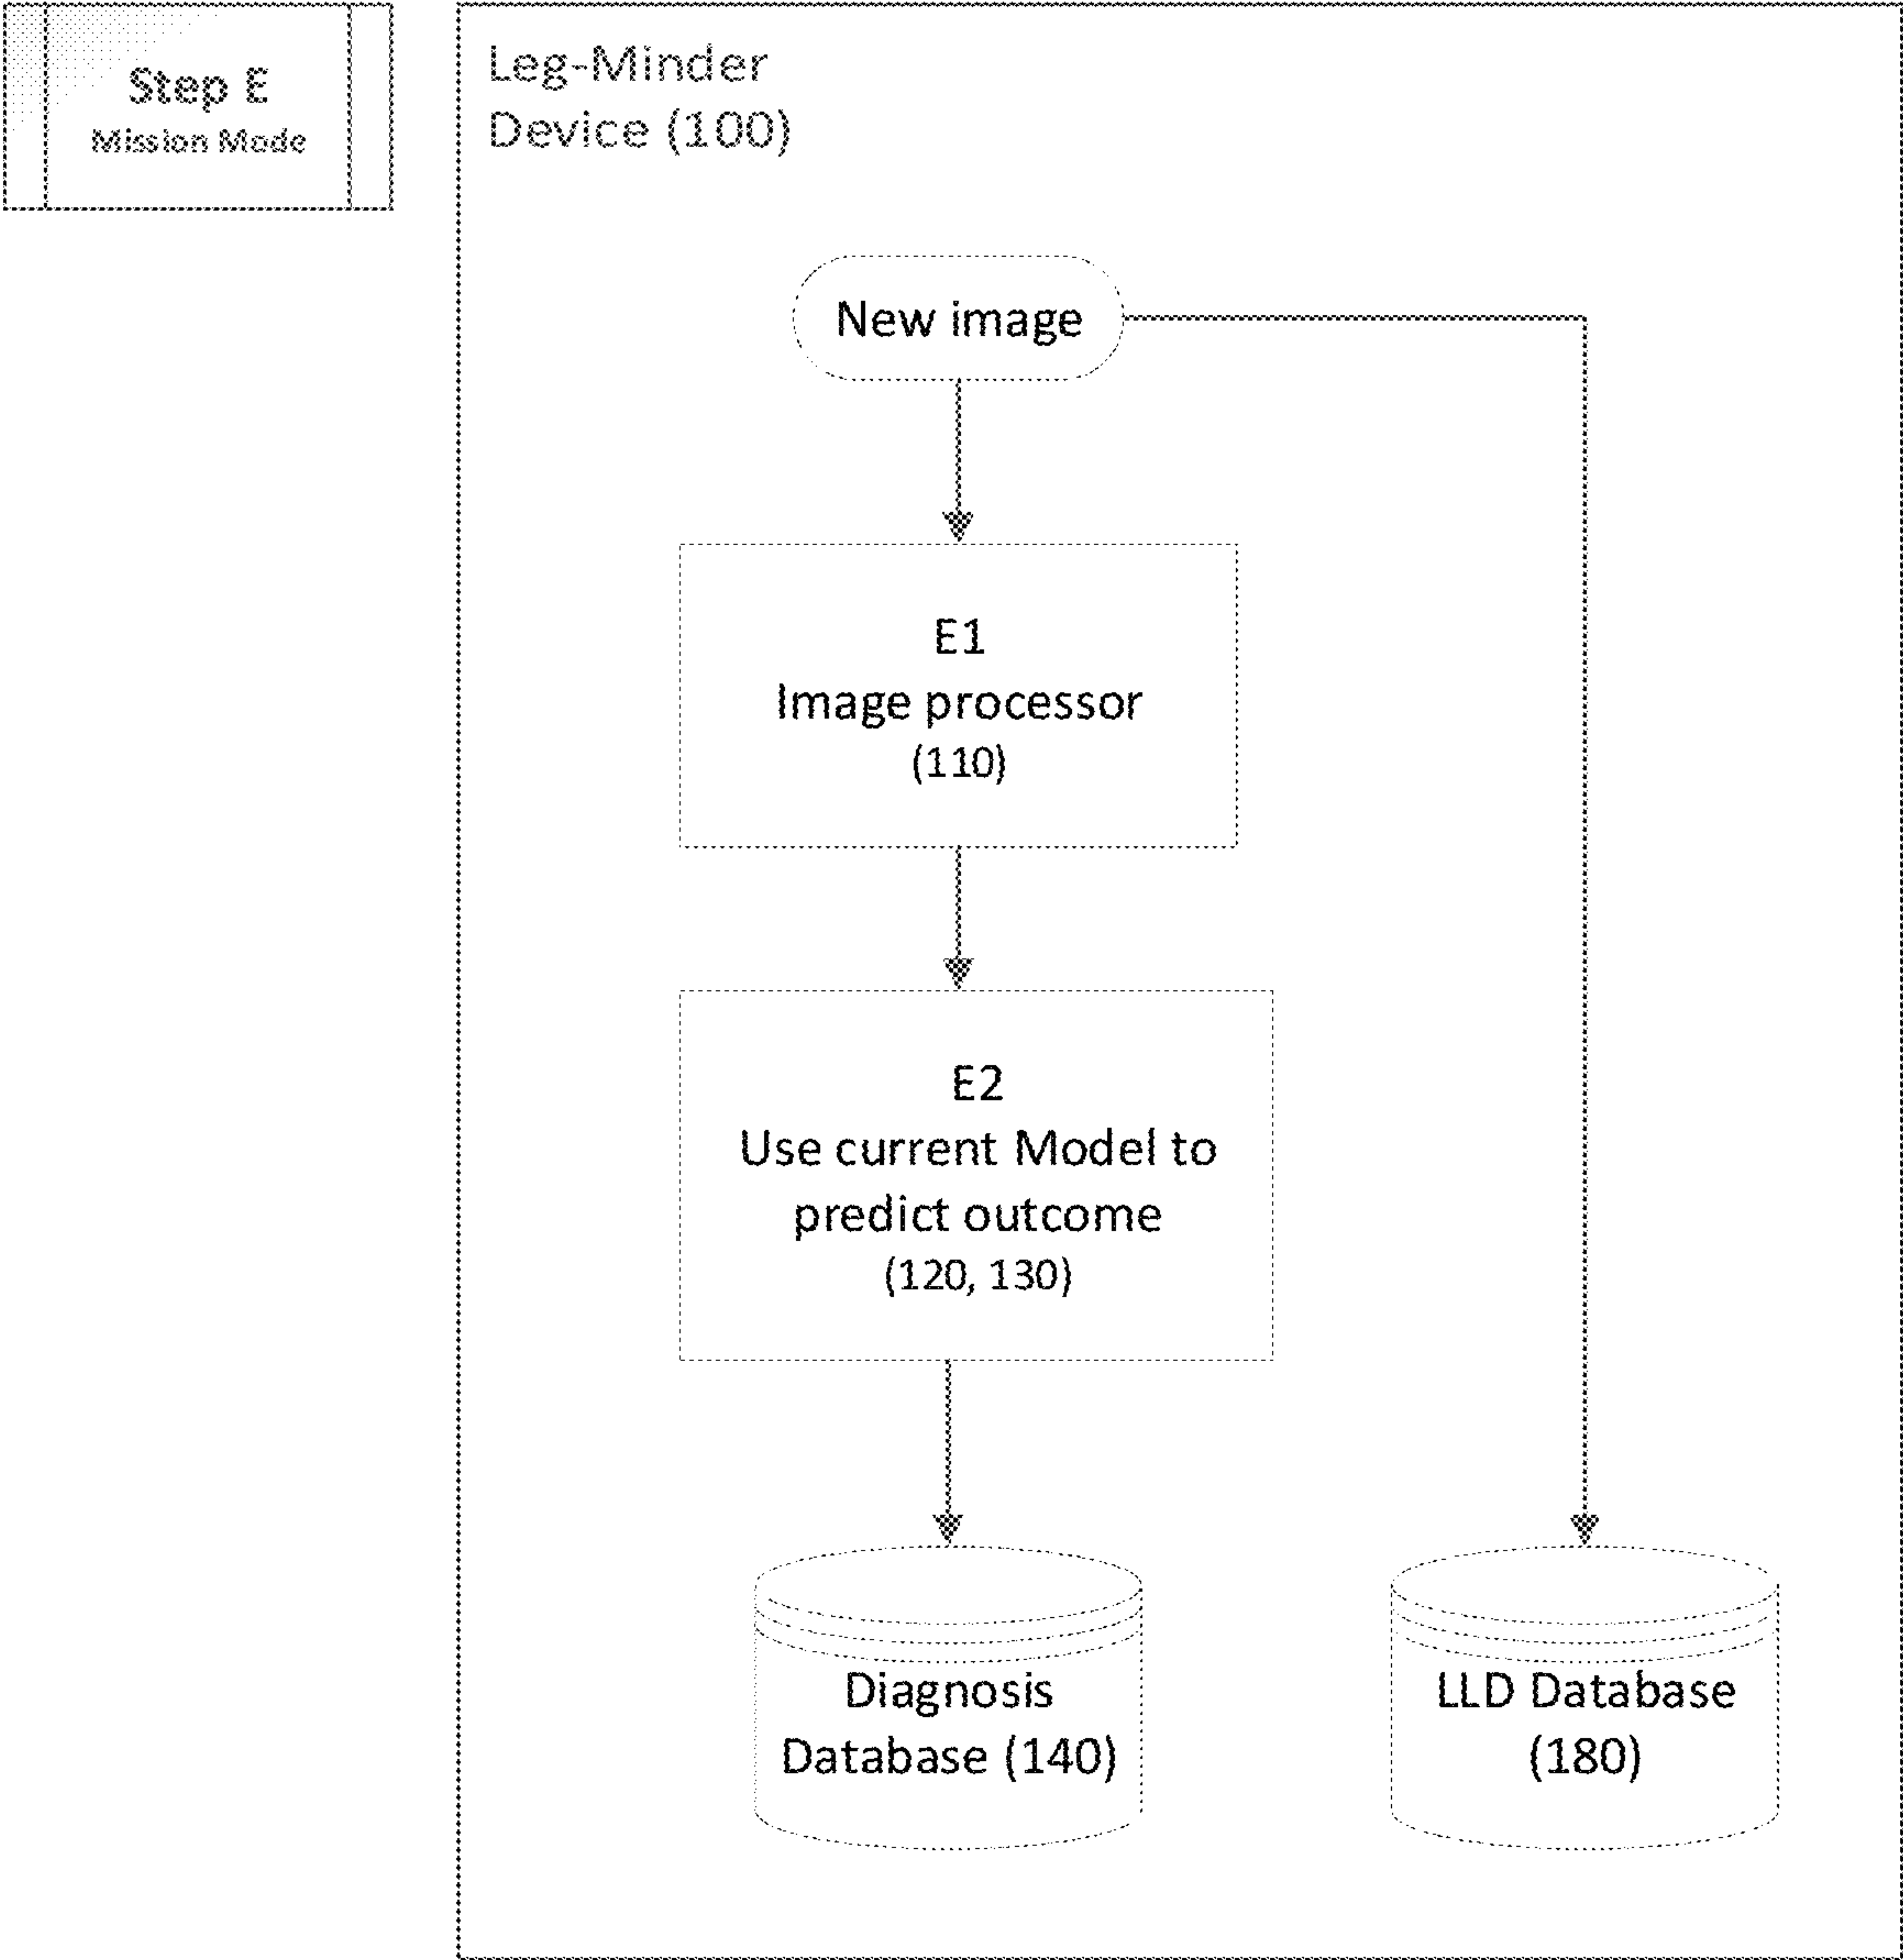 Step E
Mission Mode
Leg-Minder
Device (100)
New image
E1
Image processor
(110)
E2
Use current Model to
predict outcome
(120, 130)
Diagnosis
Database (140)
LLD Database
(180)